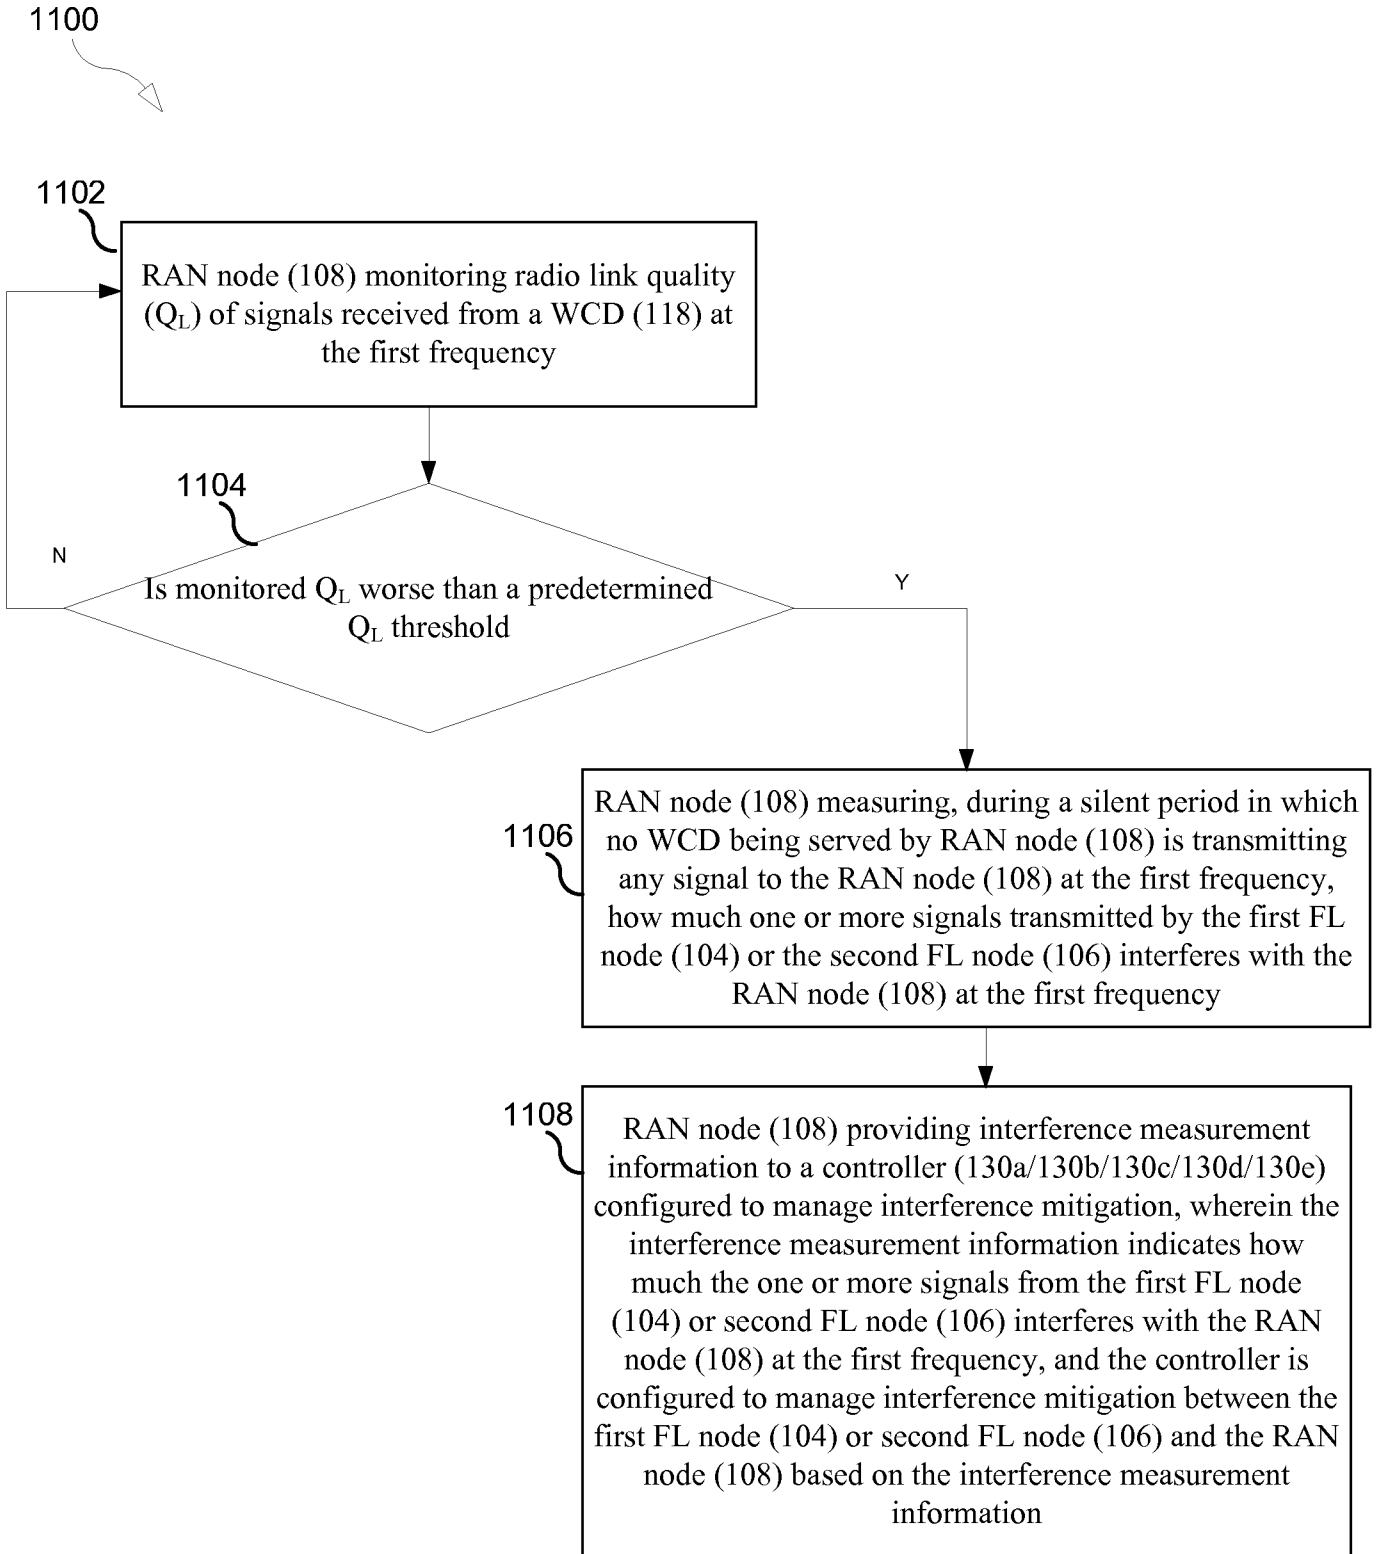 1100
1102
RAN node (108) monitoring radio link quality
(QL) of signals received from a WCD (118) at
the first frequency
1104
N
Y
Is monitored QL worse than a predetermined
QL threshold
1106
RAN node (108) measuring, during a silent period in which
no WCD being served by RAN node (108) is transmitting
any signal to the RAN node (108) at the first frequency,
how much one or more signals transmitted by the first FL
node (104) or the second FL node (106) interferes with the
RAN node (108) at the first frequency
1108
RAN node (108) providing interference measurement
information to a controller (130a/130b/130c/130d/130e)
configured to manage interference mitigation, wherein the
interference measurement information indicates how
much the one or more signals from the first FL node
(104) or second FL node (106) interferes with the RAN
node (108) at the first frequency, and the controller is
configured to manage interference mitigation between the
first FL node (104) or second FL node (106) and the RAN
node (108) based on the interference measurement
information